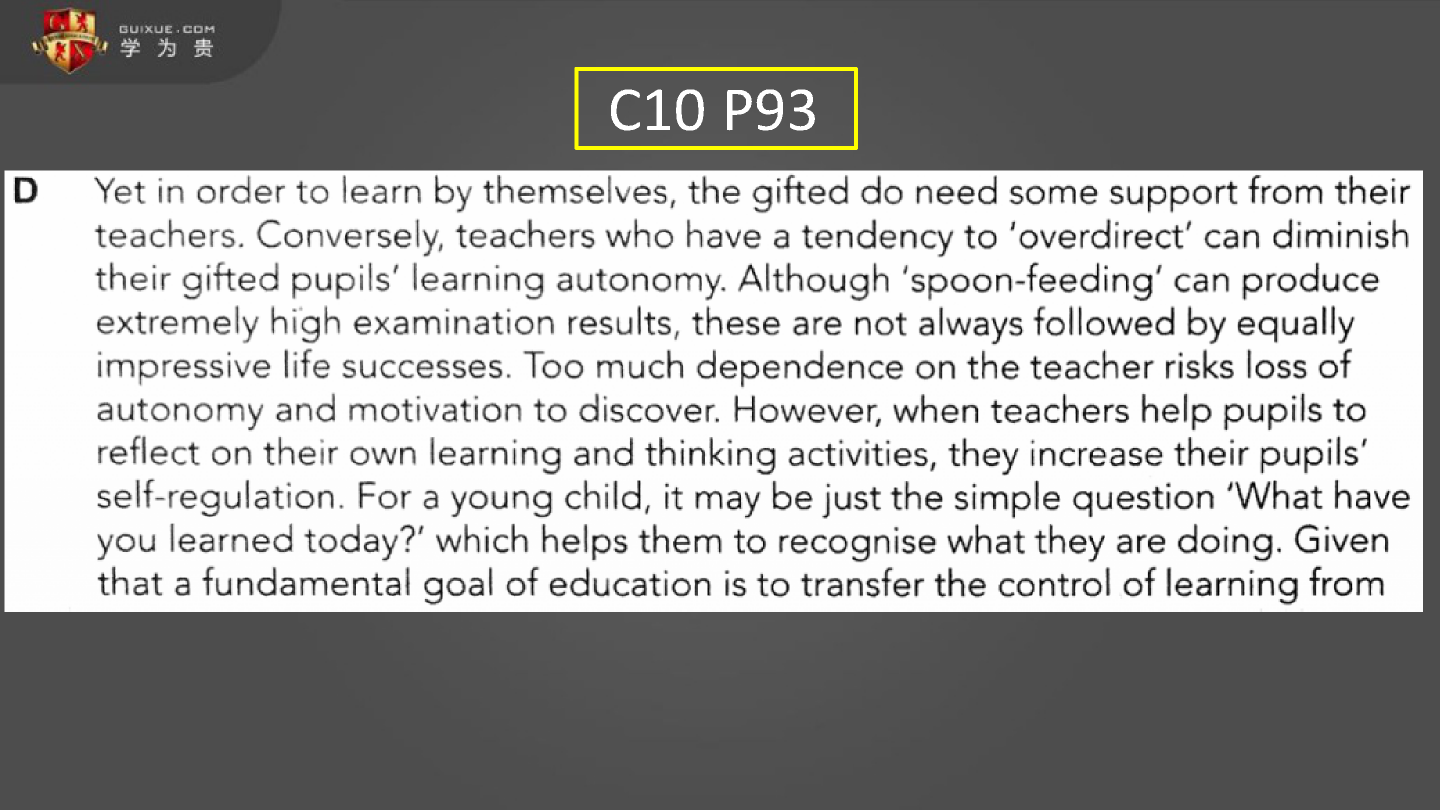 GUIXUE.COM
学为贵
C10 P93
D Yet in order to learn by themselves, the gifted do need some support from their
teachers. Conversely, teachers who have a tendency to ‘overdirect’ can diminish
their gifted pupils’ learning autonomy. Although ‘spoon-feeding’ can produce
extremely high examination results, these are not always followed by equally
impressive life successes. Too much dependence on the teacher risks loss of
autonomy and motivation to discover. However, when teachers help pupils to
reflect on their own learning and thinking activities, they increase their pupils’
self-regulation. For a young child, it may be just the simple question ‘What have
you learned today?’ which helps them to recognise what they are doing. Given
that a fundamental goal of education is to transfer the control of learning from